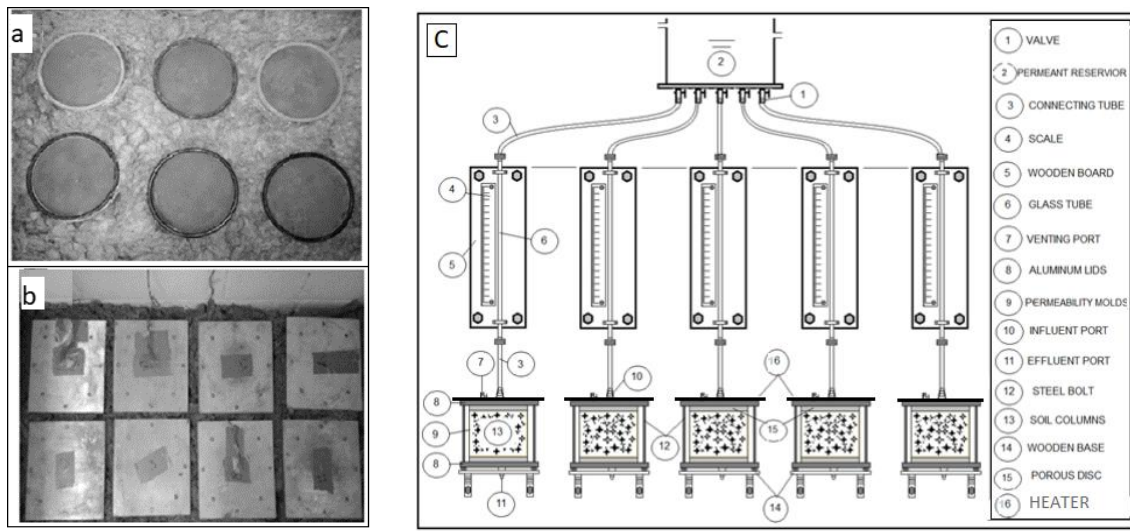 a
b
C
2
1
3
4
6
5
7
3
10
16
8
9
13
12
15
8
11
14
1 VALVE
2 PERMEANT RESERVIOR
3 CONNECTING TUBE
4 SCALE
5 WOODEN BOARD
6 GLASS TUBE
7 VENTING PORT
8 ALUMINUM LIDS
9 PERMEABILITY MOLDS
10 INFLUENT PORT
11 EFFLUENT PORT
12 STEEL BOLT
13 SOIL COLUMNS
14 WOODEN BASE
15 POROUS DISC
16 HEATER